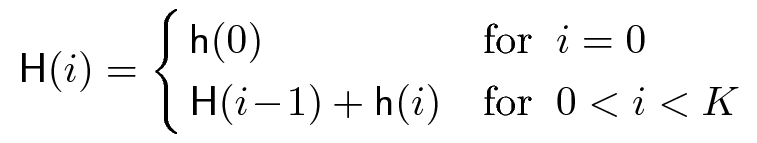 H(i) = { h(0) for i = 0
H(i−1) + h(i) for 0 < i < K